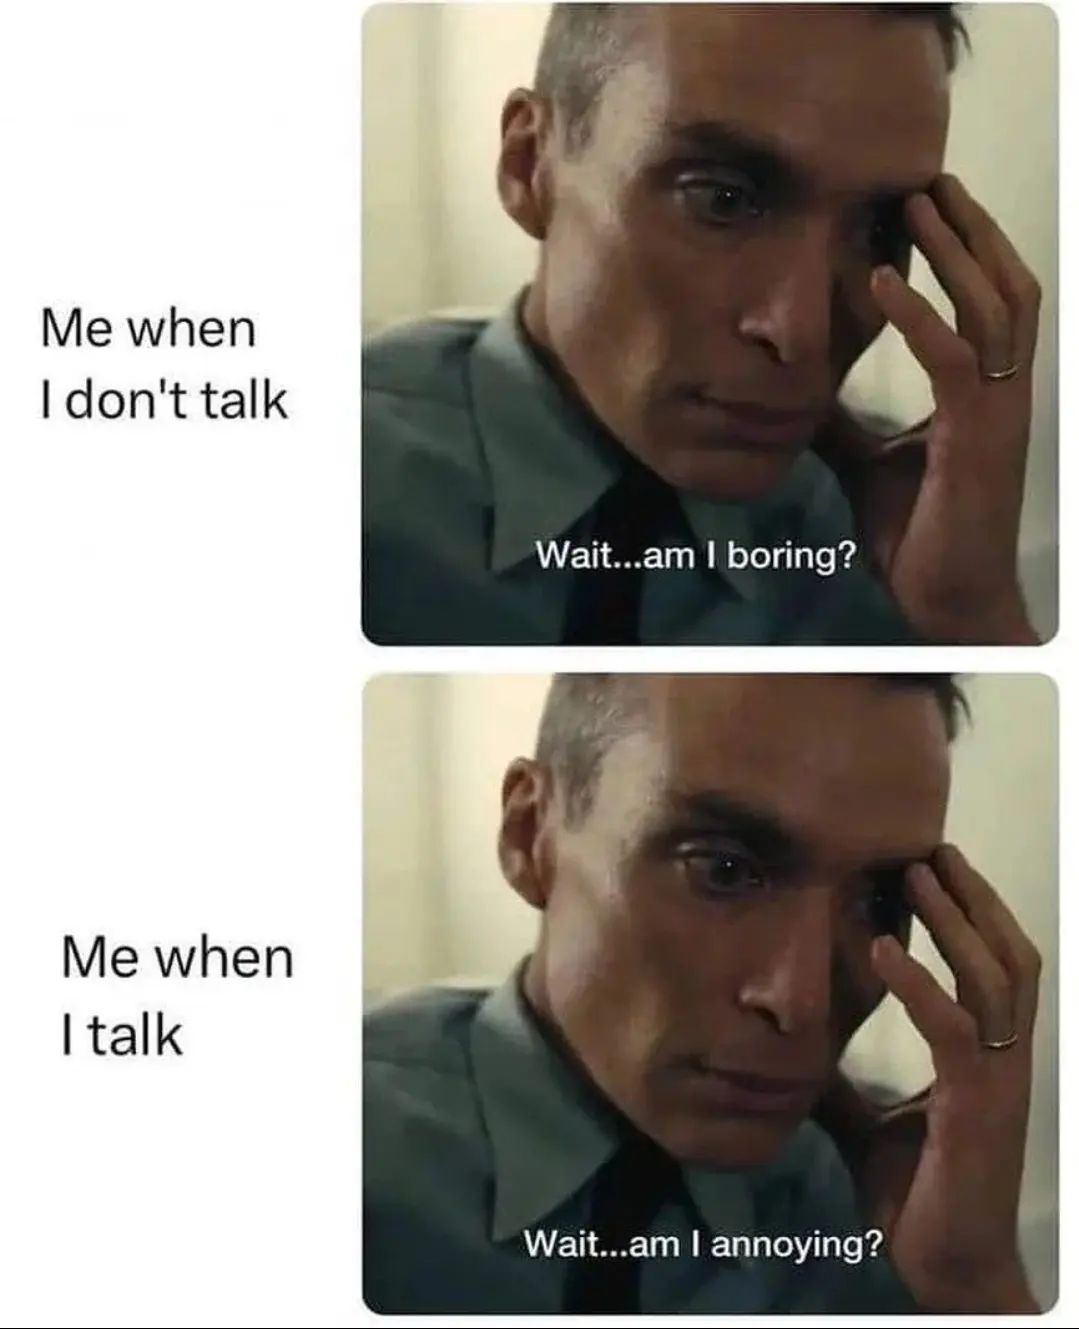 Me when
I don't talk
Wait...am I boring?
Me when
I talk
Wait...am I annoying?